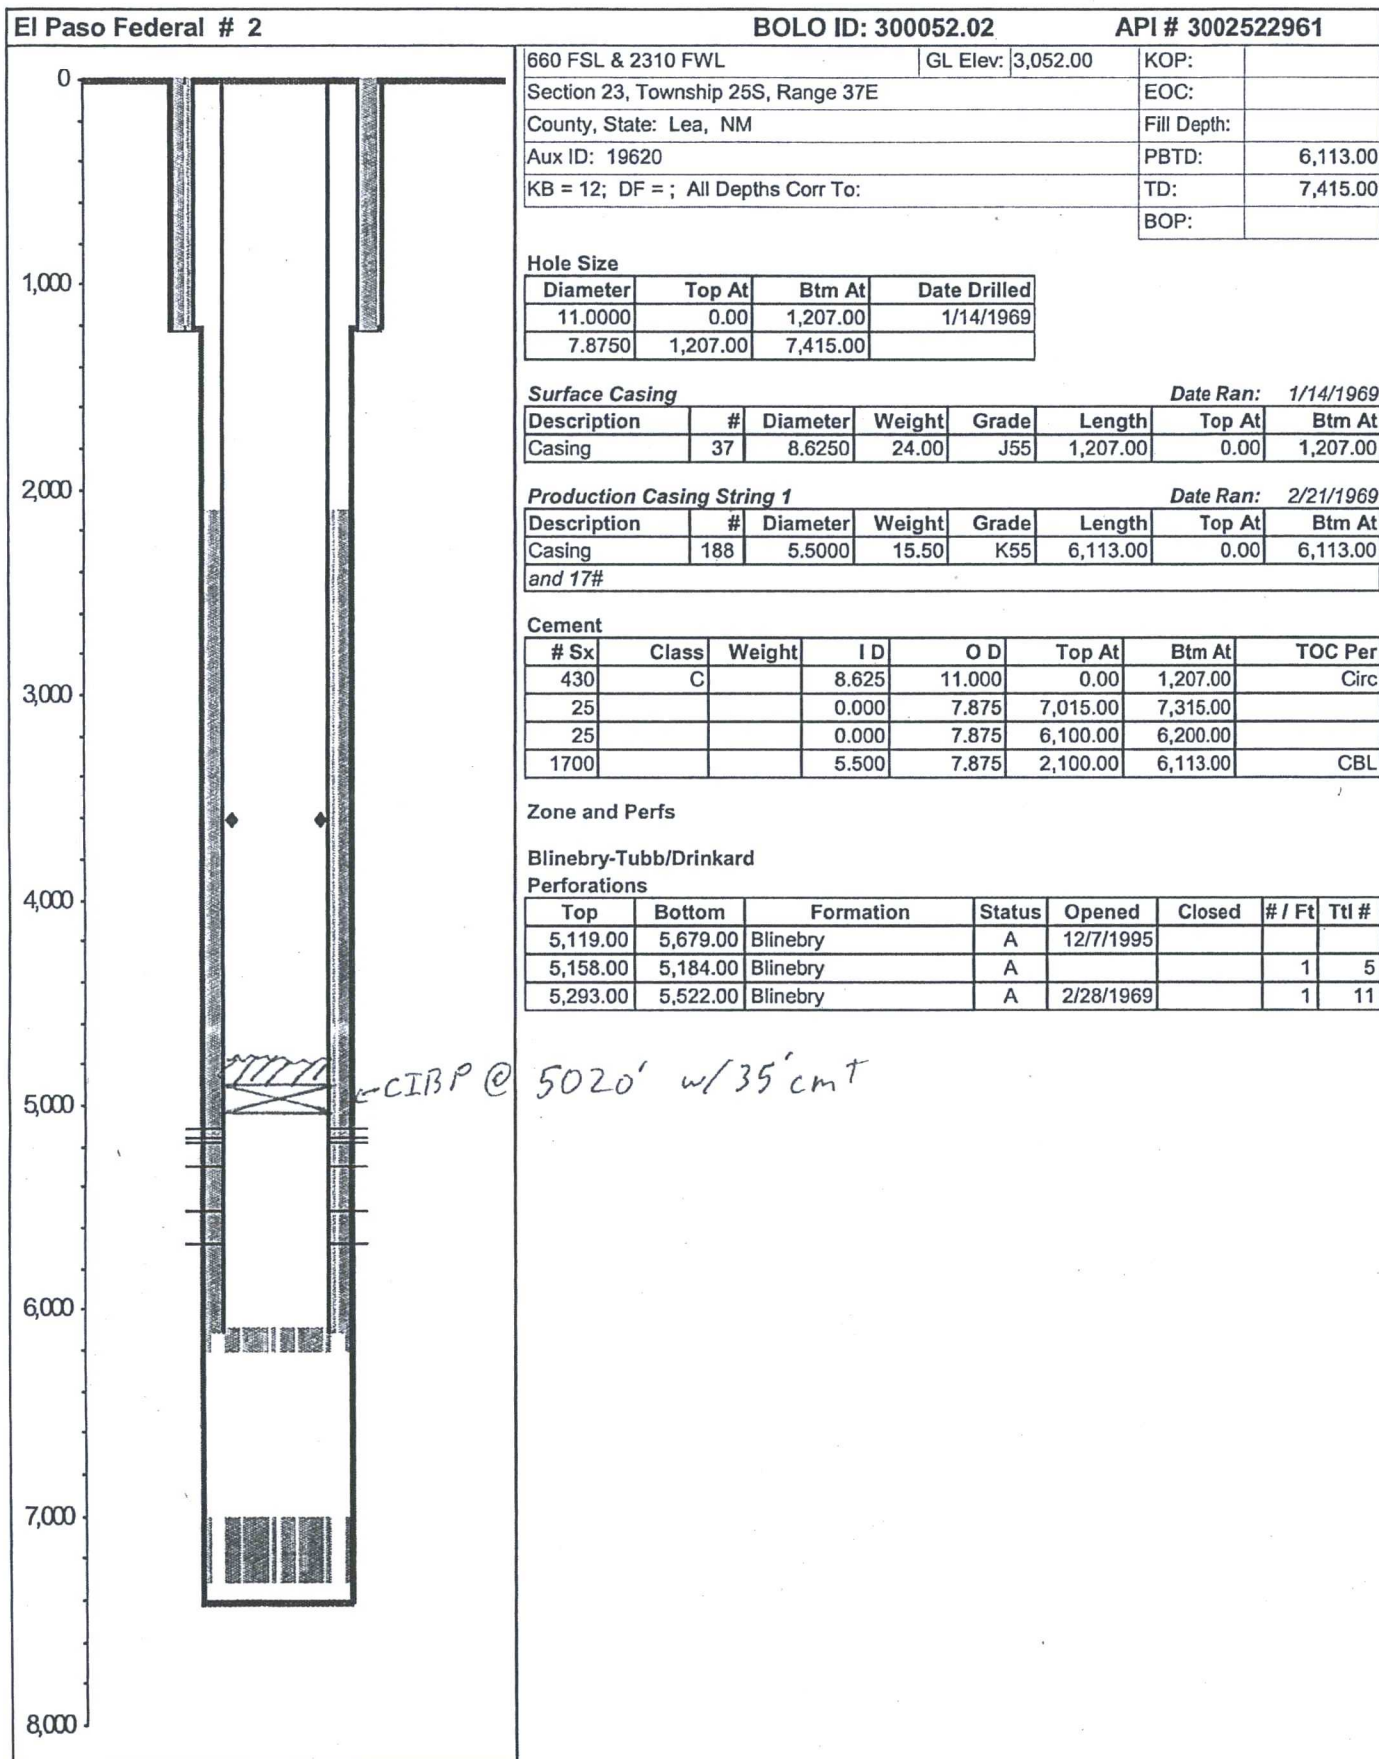 El Paso Federal # 2 BOLO ID: 300052.02 API # 3002522961
660 FSL & 2310 FWL GL Elev: 3,052.00 KOP:
Section 23, Township 25S, Range 37E EOC:
County, State: Lea, NM Fill Depth:
Aux ID: 19620 PBTD: 6,113.00
KB = 12; DF = ; All Depths Corr To: TD: 7,415.00
BOP:
Hole Size
Diameter Top At Btm At Date Drilled
11.0000 0.00 1,207.00 1/14/1969
7.8750 1,207.00 7,415.00
Surface Casing Date Ran: 1/14/1969
Description # Diameter Weight Grade Length Top At Btm At
Casing 37 8.6250 24.00 J55 1,207.00 0.00 1,207.00
Production Casing String 1 Date Ran: 2/21/1969
Description # Diameter Weight Grade Length Top At Btm At
Casing 188 5.5000 15.50 K55 6,113.00 0.00 6,113.00
and 17#
Cement
# Sx Class Weight I D O D Top At Btm At TOC Per
430 C 8.625 11.000 0.00 1,207.00 Circ
25 0.000 7.875 7,015.00 7,315.00
25 0.000 7.875 6,100.00 6,200.00
1700 5.500 7.875 2,100.00 6,113.00 CBL
Zone and Perfs
Blinebry-Tubb/Drinkard
Perforations
Top Bottom Formation Status Opened Closed # / Ft Ttl #
5,119.00 5,679.00 Blinebry A 12/7/1995
5,158.00 5,184.00 Blinebry A 1 5
5,293.00 5,522.00 Blinebry A 2/28/1969 1 11
CIBP @ 5020' w/35' cmt
0
1,000
2,000
3,000
4,000
5,000
6,000
7,000
8,000